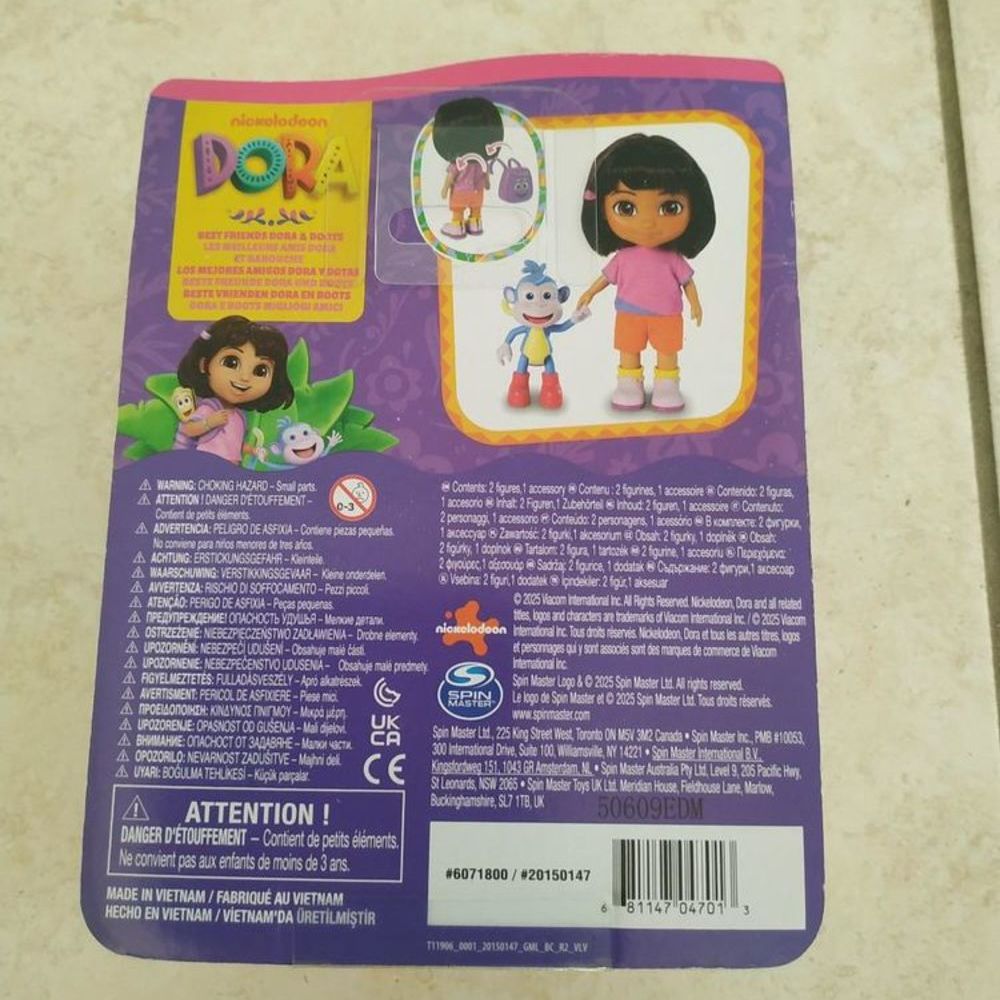 nickelodeon
DORA
BEST FRIENDS DORA & BOOTS
LES MEILLEURS AMIS DORA
ET BABOUCHE
LOS MEJORES AMIGOS DORA Y BOTAS
BESTE FREUNDE DORA UND BOOTS
BESTE VRIENDEN DORA EN BOOTS
DORA E BOOTS MIGLIORI AMICI
⚠ WARNING: CHOKING HAZARD – Small parts.
⚠ ATTENTION ! DANGER D'ÉTOUFFEMENT –
Contient de petits éléments.
0-3
⚠ ADVERTENCIA: PELIGRO DE ASFIXIA – Contiene piezas pequeñas.
No conviene para niños menores de tres años.
⚠ ACHTUNG: ERSTICKUNGSGEFAHR – Kleinteile.
⚠ WAARSCHUWING: VERSTIKKINGSGEVAAR – Kleine onderdelen.
⚠ AVVERTENZA: RISCHIO DI SOFFOCAMENTO – Pezzi piccoli.
⚠ ATENÇÃO: PERIGO DE ASFIXIA – Peças pequenas.
⚠ ПРЕДУПРЕЖДЕНИЕ! ОПАСНОСТЬ УДУШЬЯ – Мелкие детали.
⚠ OSTRZEŻENIE: NIEBEZPIECZEŃSTWO ZADŁAWIENIA – Drobne elementy.
⚠ UPOZORNĚNÍ: NEBEZPEČÍ UDUŠENÍ – Obsahuje malé části.
⚠ UPOZORNENIE: NEBEZPEČENSTVO UDUSENIA – Obsahuje malé predmety.
⚠ FIGYELMEZTETÉS: FULLADÁSVESZÉLY – Apró alkatrészek.
⚠ AVERTISMENT: PERICOL DE ASFIXIERE – Piese mici.
⚠ ΠΡΟΕΙΔΟΠΟΙΗΣΗ: ΚΙΝΔΥΝΟΣ ΠΝΙΓΜΟΥ – Μικρά μέρη.
⚠ UPOZORENJE: OPASNOST OD GUŠENJA – Mali dijelovi.
⚠ ВНИМАНИЕ: ОПАСНОСТ ОТ ЗАДАВЯНЕ – Малки части.
⚠ OPOZORILO: NEVARNOST ZADUŠITVE – Majhni deli.
⚠ UYARI: BOĞULMA TEHLİKESİ – Küçük parçalar.
UK
CA
CE
⚠ ATTENTION !
DANGER D'ÉTOUFFEMENT – Contient de petits éléments.
Ne convient pas aux enfants de moins de 3 ans.
MADE IN VIETNAM / FABRIQUÉ AU VIETNAM
HECHO EN VIETNAM / VİETNAM'DA ÜRETİLMİŞTİR
Contents: 2 figures,1 accessory Contenu : 2 figurines, 1 accessoire Contenido: 2 figuras,
1 accesorio Inhalt: 2 Figuren,1 Zubehörteil Inhoud: 2 figuren, 1 accessoire Contenuto:
2 personaggi, 1 accessorio Conteúdo: 2 personagens, 1 acessório В комплекте: 2 фигурки,
1 аксессуар Zawartość: 2 figurki, 1 akcesorium Obsah: 2 figurky, 1 doplněk Obsah:
2 figúrky, 1 doplnok Tartalom: 2 figura, 1 tartozék 2 figurine, 1 accesoriu Περιεχόμενο:
2 φιγούρες, 1 αξεσουάρ Sadržaj: 2 figurice, 1 dodatak Съдържание: 2 фигурки,1 аксесоар
Vsebina: 2 figuri,1 dodatek İçindekiler: 2 figür, 1 aksesuar
nickelodeon
© 2025 Viacom International Inc. All Rights Reserved. Nickelodeon, Dora and all related
titles, logos and characters are trademarks of Viacom International Inc. / © 2025 Viacom
International Inc. Tous droits réservés. Nickelodeon, Dora et tous les autres titres, logos
et personnages qui y sont associés sont des marques de commerce de Viacom
International Inc.
SPIN
MASTER
Spin Master Logo & © 2025 Spin Master Ltd. All rights reserved.
Le logo de Spin Master et © 2025 Spin Master Ltd. Tous droits réservés.
www.spinmaster.com
Spin Master Ltd., 225 King Street West, Toronto ON M5V 3M2 Canada • Spin Master Inc., PMB #10053,
300 International Drive, Suite 100, Williamsville, NY 14221 • Spin Master International B.V.,
Kingsfordweg 151, 1043 GR Amsterdam, NL • Spin Master Australia Pty Ltd, Level 9, 205 Pacific Hwy,
St Leonards, NSW 2065 • Spin Master Toys UK Ltd. Meridian House, Fieldhouse Lane, Marlow,
Buckinghamshire, SL7 1TB, UK
50609EDM
#6071800 / #20150147
6 81147 04701 3
T11906_0001_20150147_GML_BC_R2_VLV